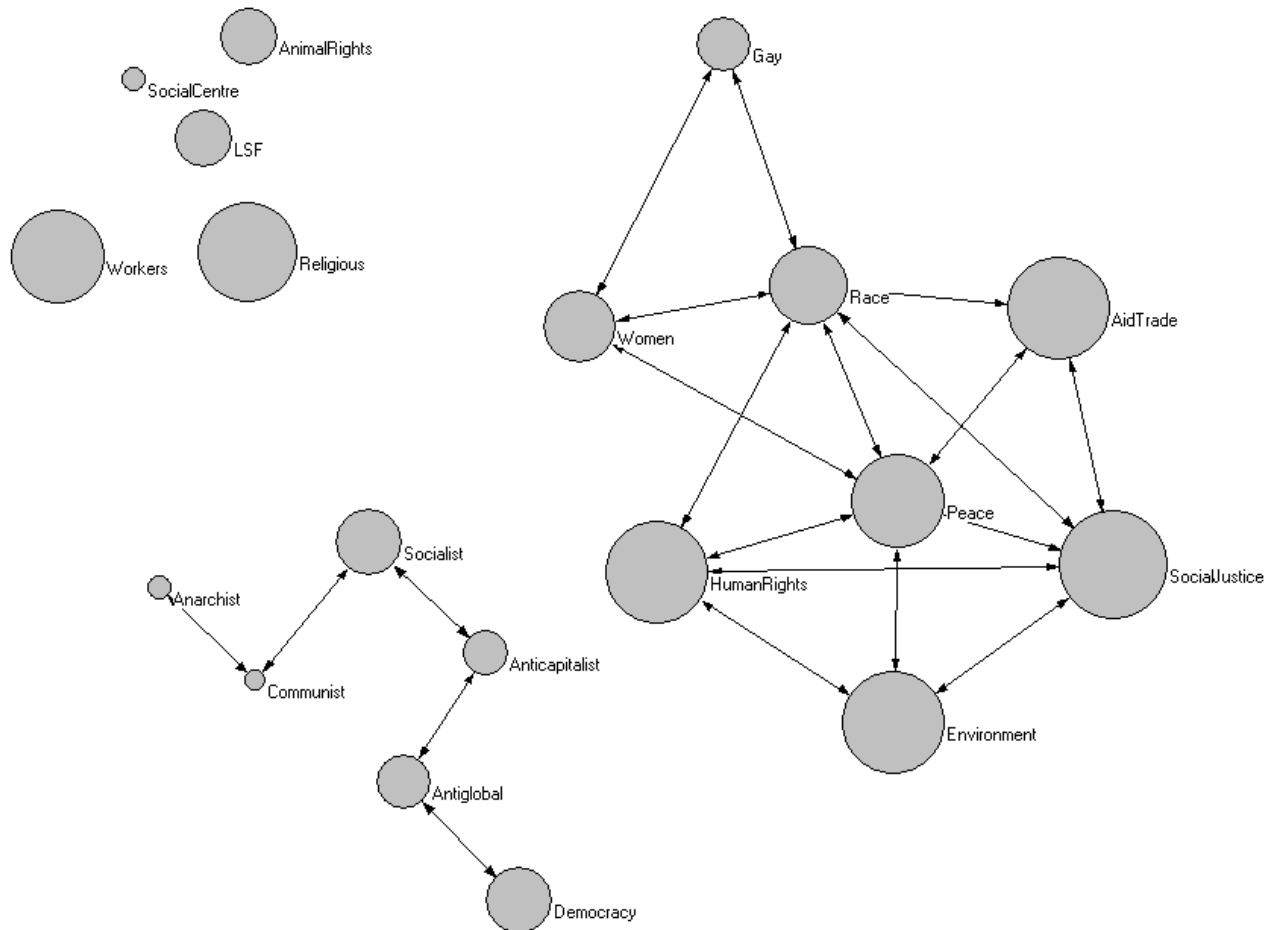 AnimalRights
Gay
SocialCentre
LSF
Religious
Workers
Race
AidTrade
Women
Peace
Socialist
SocialJustice
HumanRights
Anarchist
Anticapitalist
Communist
Environment
Antiglobal
Democracy